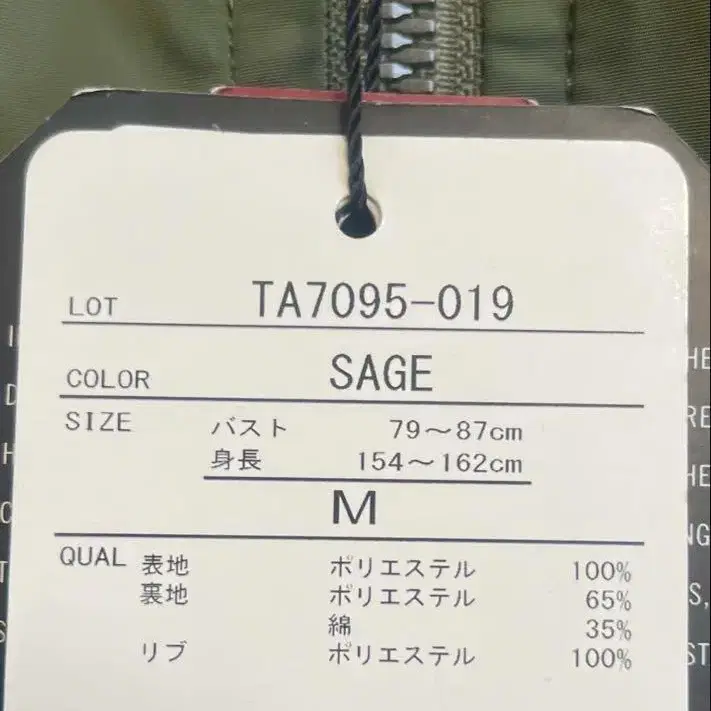 LOT TA7095-019
COLOR SAGE
SIZE バスト 79~87cm
身長 154~162cm
M
QUAL 表地 ポリエステル 100%
裏地 ポリエステル 65%
綿 35%
リブ ポリエステル 100%